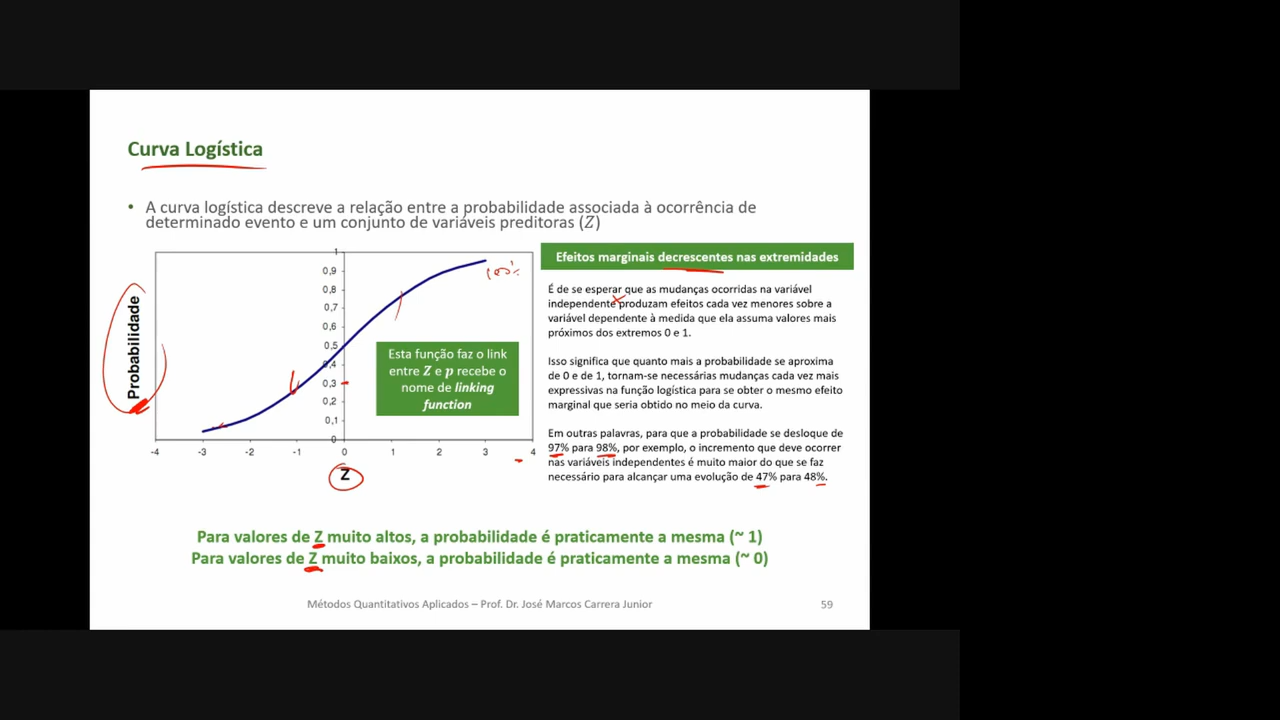 Curva Logística
• A curva logística descreve a relação entre a probabilidade associada à ocorrência de
determinado evento e um conjunto de variáveis preditoras (Z)
Probabilidade
1
0,9
0,8
0,7
0,6
0,5
0,4
0,3
0,2
0,1
0
-4 -3 -2 -1 0 1 2 3 4
Z
100%
Esta função faz o link
entre Z e p recebe o
nome de linking
function
Efeitos marginais decrescentes nas extremidades
É de se esperar que as mudanças ocorridas na variável
independente produzam efeitos cada vez menores sobre a
variável dependente à medida que ela assuma valores mais
próximos dos extremos 0 e 1.
Isso significa que quanto mais a probabilidade se aproxima
de 0 e de 1, tornam-se necessárias mudanças cada vez mais
expressivas na função logística para se obter o mesmo efeito
marginal que seria obtido no meio da curva.
Em outras palavras, para que a probabilidade se desloque de
97% para 98%, por exemplo, o incremento que deve ocorrer
nas variáveis independentes é muito maior do que se faz
necessário para alcançar uma evolução de 47% para 48%.
Para valores de Z muito altos, a probabilidade é praticamente a mesma (~ 1)
Para valores de Z muito baixos, a probabilidade é praticamente a mesma (~ 0)
Métodos Quantitativos Aplicados – Prof. Dr. José Marcos Carrera Junior
59